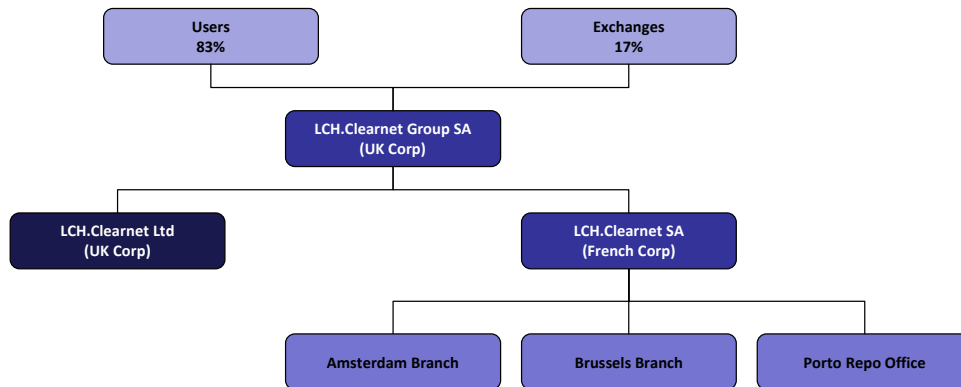 Users
83%
Exchanges
17%
LCH.Clearnet Group SA
(UK Corp)
LCH.Clearnet Ltd
(UK Corp)
LCH.Clearnet SA
(French Corp)
Amsterdam Branch
Brussels Branch
Porto Repo Office